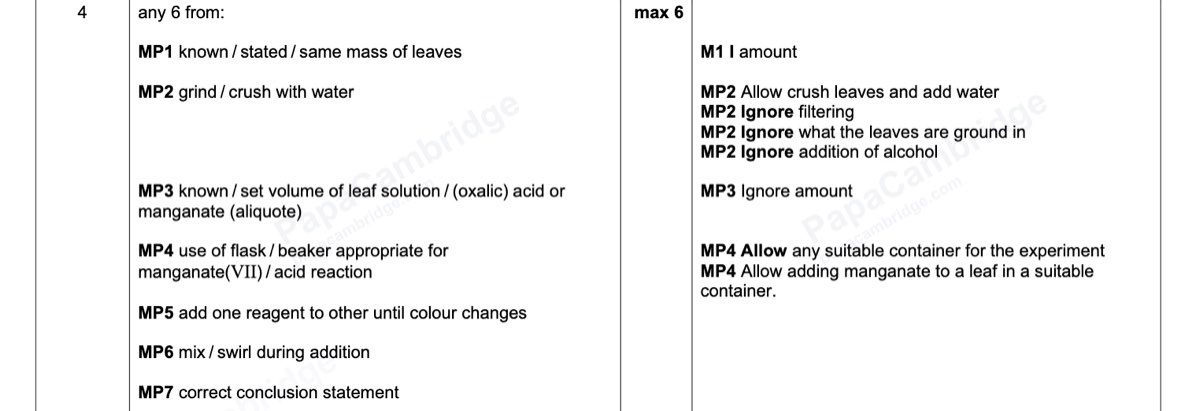 4 any 6 from: max 6
MP1 known / stated / same mass of leaves M1 I amount
MP2 grind / crush with water MP2 Allow crush leaves and add water
MP2 Ignore filtering
MP2 Ignore what the leaves are ground in
MP2 Ignore addition of alcohol
MP3 known / set volume of leaf solution / (oxalic) acid or MP3 Ignore amount
manganate (aliquote)
MP4 use of flask / beaker appropriate for MP4 Allow any suitable container for the experiment
manganate(VII) / acid reaction MP4 Allow adding manganate to a leaf in a suitable
container.
MP5 add one reagent to other until colour changes
MP6 mix / swirl during addition
MP7 correct conclusion statement
PapaCambridge
PapaCambridge
cambridge.com